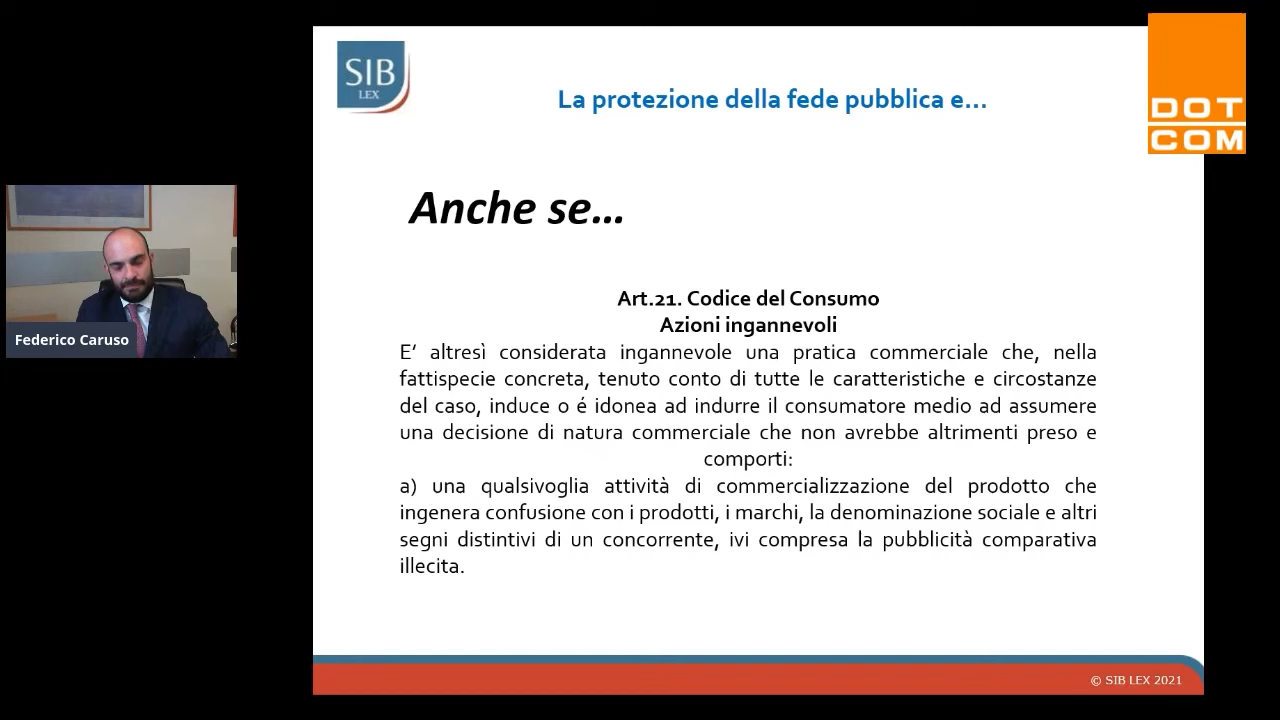 SIB
LEX
La protezione della fede pubblica e...
DOT
COM
Anche se...
Federico Caruso
Art.21. Codice del Consumo
Azioni ingannevoli
E‘ altresì considerata ingannevole una pratica commerciale che, nella
fattispecie concreta, tenuto conto di tutte le caratteristiche e circostanze
del caso, induce o é idonea ad indurre il consumatore medio ad assumere
una decisione di natura commerciale che non avrebbe altrimenti preso e
comporti:
a) una qualsivoglia attività di commercializzazione del prodotto che
ingenera confusione con i prodotti, i marchi, la denominazione sociale e altri
segni distintivi di un concorrente, ivi compresa la pubblicità comparativa
illecita.
© SIB LEX 2021